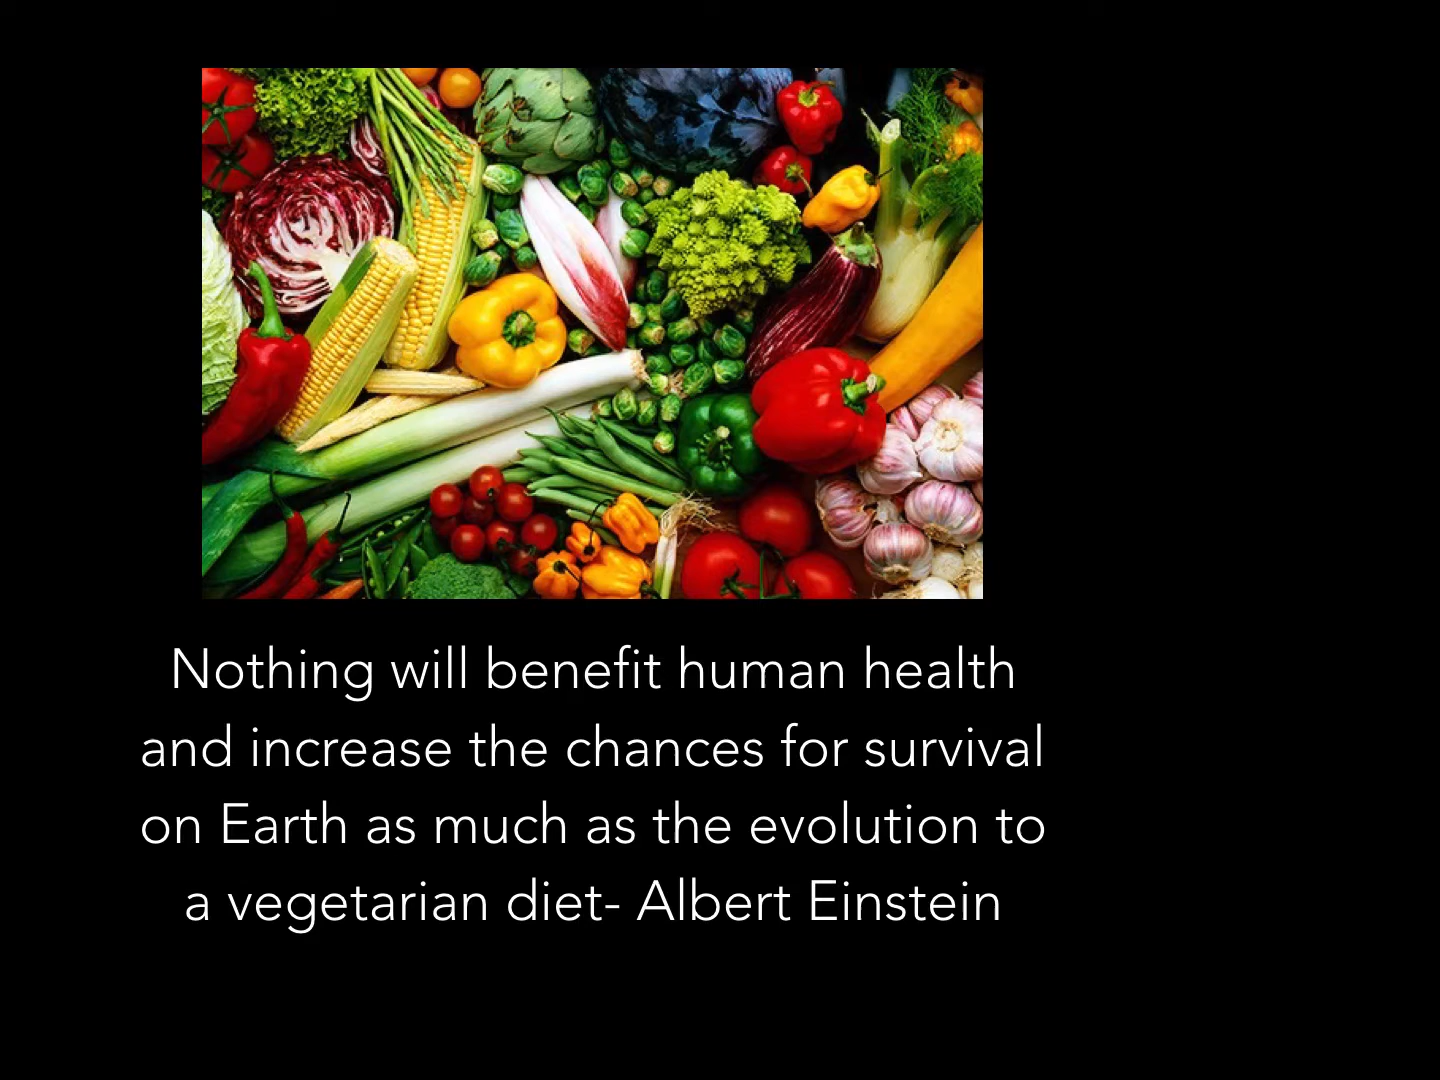 Nothing will benefit human health
and increase the chances for survival
on Earth as much as the evolution to
a vegetarian diet- Albert Einstein